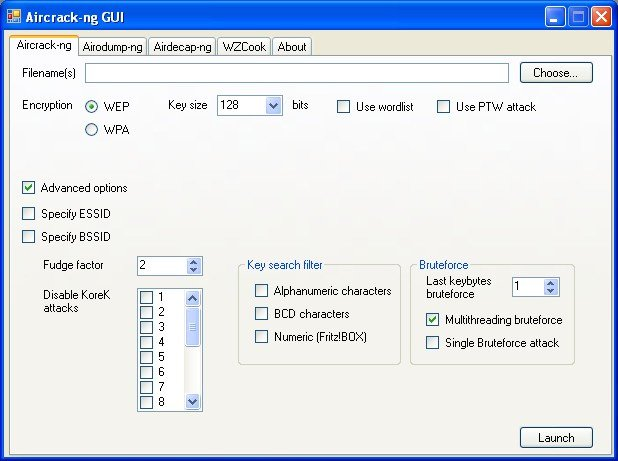 Aircrack-ng GUI
Aircrack-ng Airodump-ng Airdecap-ng WZCook About
Filename(s) Choose...
Encryption WEP Key size 128 bits Use wordlist Use PTW attack
WPA
Advanced options
Specify ESSID
Specify BSSID
Fudge factor 2
Disable KoreK attacks
1
2
3
4
5
6
7
8
Key search filter
Alphanumeric characters
BCD characters
Numeric (Fritz!BOX)
Bruteforce
Last keybytes
bruteforce 1
Multithreading bruteforce
Single Bruteforce attack
Launch